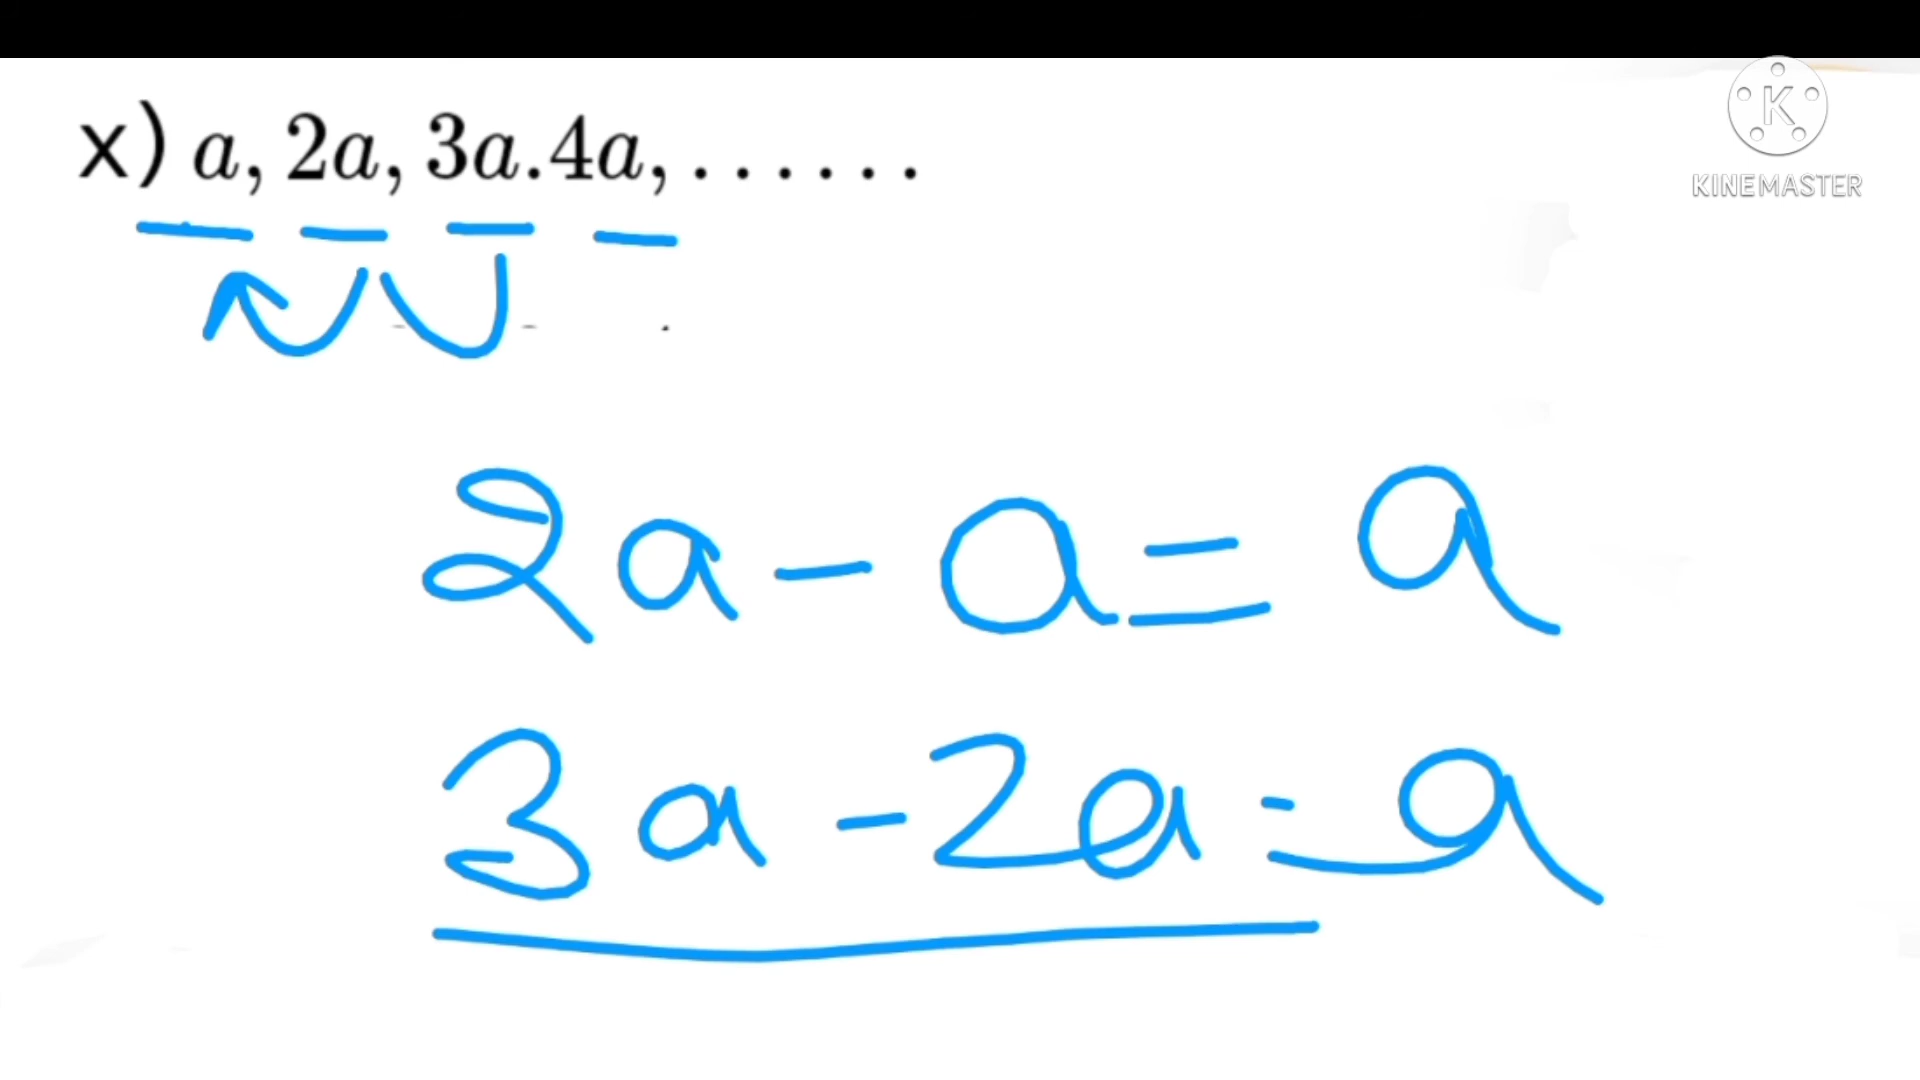 x) a, 2a, 3a.4a, . . . . . .
K
KINEMASTER
2a - a = a
3a - 2a = a